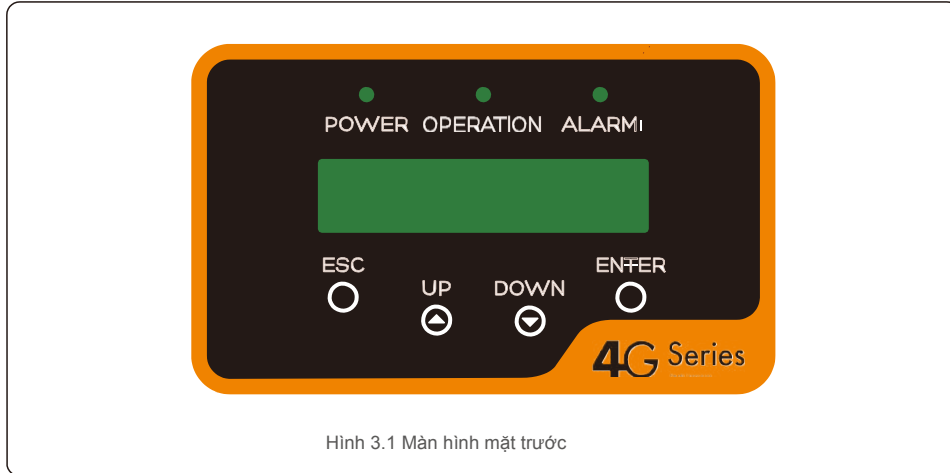 POWER OPERATION ALARM
ESC
UP
DOWN
ENTER
4G Series
Hình 3.1 Màn hình mặt trước